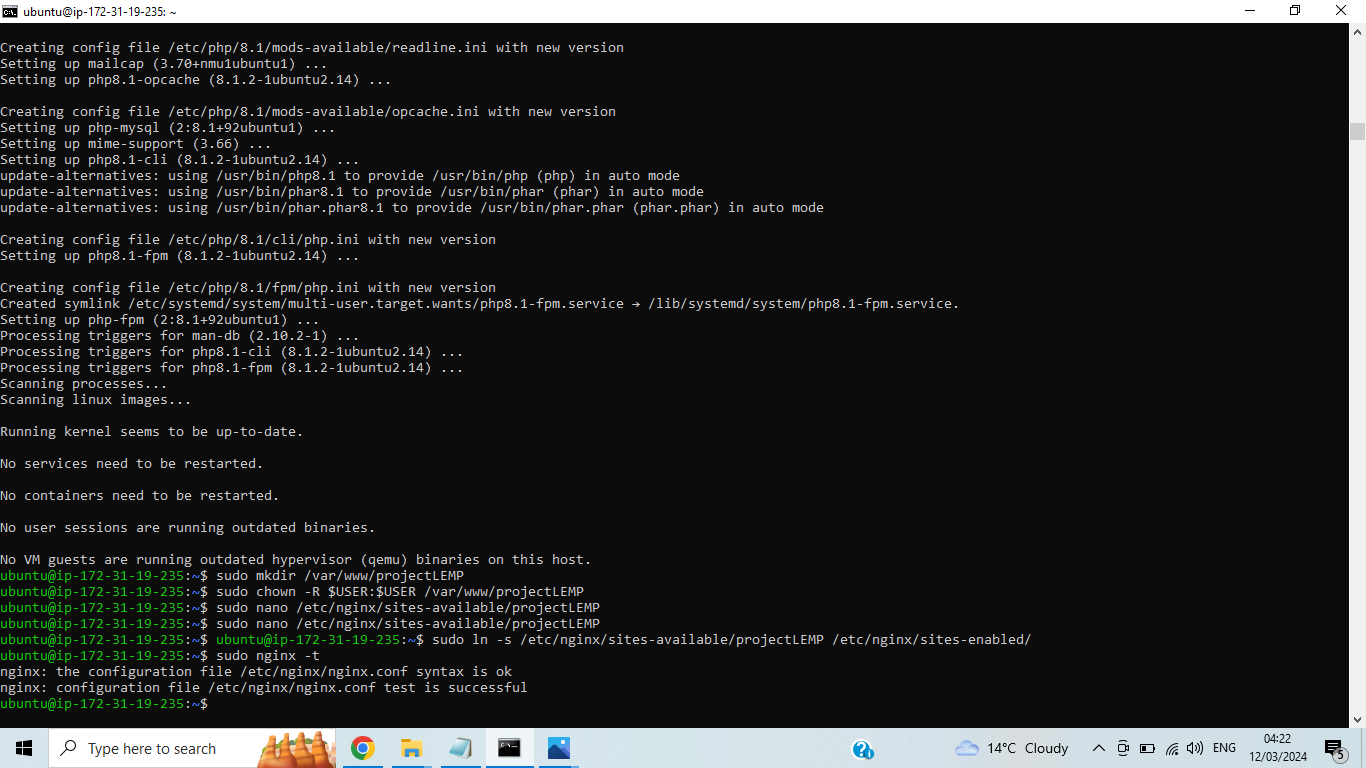 ubuntu@ip-172-31-19-235: ~
Creating config file /etc/php/8.1/mods-available/readline.ini with new version
Setting up mailcap (3.70+nmu1ubuntu1) ...
Setting up php8.1-opcache (8.1.2-1ubuntu2.14) ...
Creating config file /etc/php/8.1/mods-available/opcache.ini with new version
Setting up php-mysql (2:8.1+92ubuntu1) ...
Setting up mime-support (3.66) ...
Setting up php8.1-cli (8.1.2-1ubuntu2.14) ...
update-alternatives: using /usr/bin/php8.1 to provide /usr/bin/php (php) in auto mode
update-alternatives: using /usr/bin/phar8.1 to provide /usr/bin/phar (phar) in auto mode
update-alternatives: using /usr/bin/phar.phar8.1 to provide /usr/bin/phar.phar (phar.phar) in auto mode
Creating config file /etc/php/8.1/cli/php.ini with new version
Setting up php8.1-fpm (8.1.2-1ubuntu2.14) ...
Creating config file /etc/php/8.1/fpm/php.ini with new version
Created symlink /etc/systemd/system/multi-user.target.wants/php8.1-fpm.service → /lib/systemd/system/php8.1-fpm.service.
Setting up php-fpm (2:8.1+92ubuntu1) ...
Processing triggers for man-db (2.10.2-1) ...
Processing triggers for php8.1-cli (8.1.2-1ubuntu2.14) ...
Processing triggers for php8.1-fpm (8.1.2-1ubuntu2.14) ...
Scanning processes...
Scanning linux images...
Running kernel seems to be up-to-date.
No services need to be restarted.
No containers need to be restarted.
No user sessions are running outdated binaries.
No VM guests are running outdated hypervisor (qemu) binaries on this host.
ubuntu@ip-172-31-19-235:~$ sudo mkdir /var/www/projectLEMP
ubuntu@ip-172-31-19-235:~$ sudo chown -R $USER:$USER /var/www/projectLEMP
ubuntu@ip-172-31-19-235:~$ sudo nano /etc/nginx/sites-available/projectLEMP
ubuntu@ip-172-31-19-235:~$ sudo nano /etc/nginx/sites-available/projectLEMP
ubuntu@ip-172-31-19-235:~$ ubuntu@ip-172-31-19-235:~$ sudo ln -s /etc/nginx/sites-available/projectLEMP /etc/nginx/sites-enabled/
ubuntu@ip-172-31-19-235:~$ sudo nginx -t
nginx: the configuration file /etc/nginx/nginx.conf syntax is ok
nginx: configuration file /etc/nginx/nginx.conf test is successful
ubuntu@ip-172-31-19-235:~$
Type here to search
14°C Cloudy
ENG
04:22
12/03/2024
5